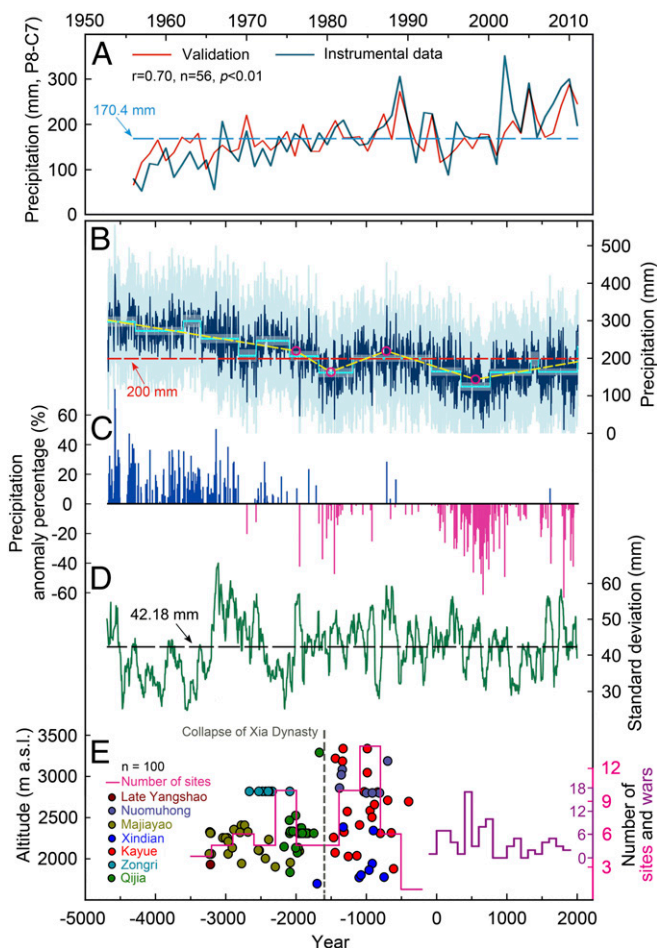 1950 1960 1970 1980 1990 2000 2010
A
Validation Instrumental data
r=0.70, n=56, p<0.01
170.4 mm
Precipitation (mm, P8-C7)
300
200
100
0
B
500
400
300
200
100
0
Precipitation (mm)
200 mm
C
Precipitation
anomaly percentage (%)
60
40
20
0
-20
-40
-60
D
42.18 mm
60
50
40
30
Standard deviation (mm)
E
Collapse of Xia Dynasty
Altitude (m a.s.l.)
3500
3000
2500
2000
n = 100
Number of sites
Late Yangshao
Nuomuhong
Majiayao
Xindian
Kayue
Zongri
Qijia
18
12
6
0
12
9
6
3
Number of
sites and wars
-5000 -4000 -3000 -2000 -1000 0 1000 2000
Year